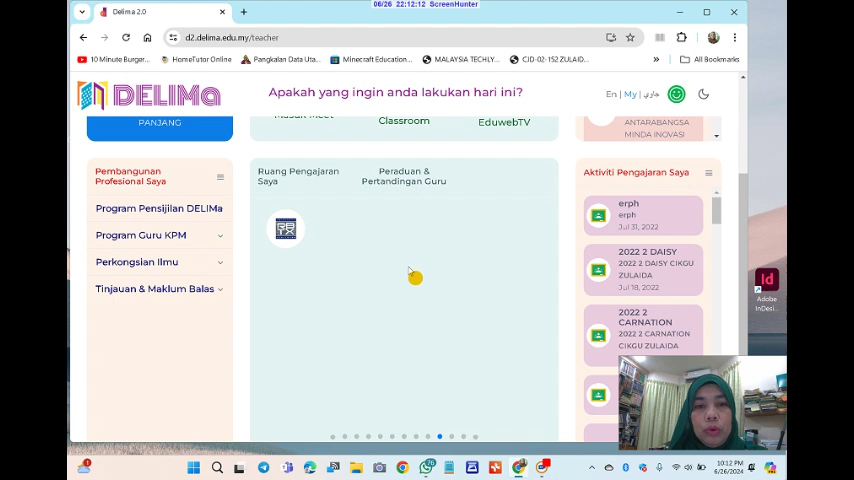 06/26 22:12:12 ScreenHunter
Delima 2.0
d2.delima.edu.my/teacher
10 Minute Burger...
HomeTutor Online
Pangkalan Data Uta...
Minecraft Education...
MALAYSIA TECHLY...
CJD-02- 152 ZULAID...
»
All Bookmarks
DELIMa
Apakah yang ingin anda lakukan hari ini?
En | My | جاوي
PANJANG
Masuk Meet
Classroom
EduwebTV
ANTARABANGSA
MINDA INOVASI
Pembangunan
Profesional Saya
Program Pensijilan DELIMa
Program Guru KPM
Perkongsian Ilmu
Tinjauan & Maklum Balas
Ruang Pengajaran
Saya
Peraduan &
Pertandingan Guru
Aktiviti Pengajaran Saya
erph
erph
Jul 31, 2022
2022 2 DAISY
2022 2 DAISY CIKGU
ZULAIDA
Jul 18, 2022
2022 2
CARNATION
2022 2 CARNATION
CIKGU ZULAIDA
Id
Adobe
InDesi...
10:12 PM
6/26/2024